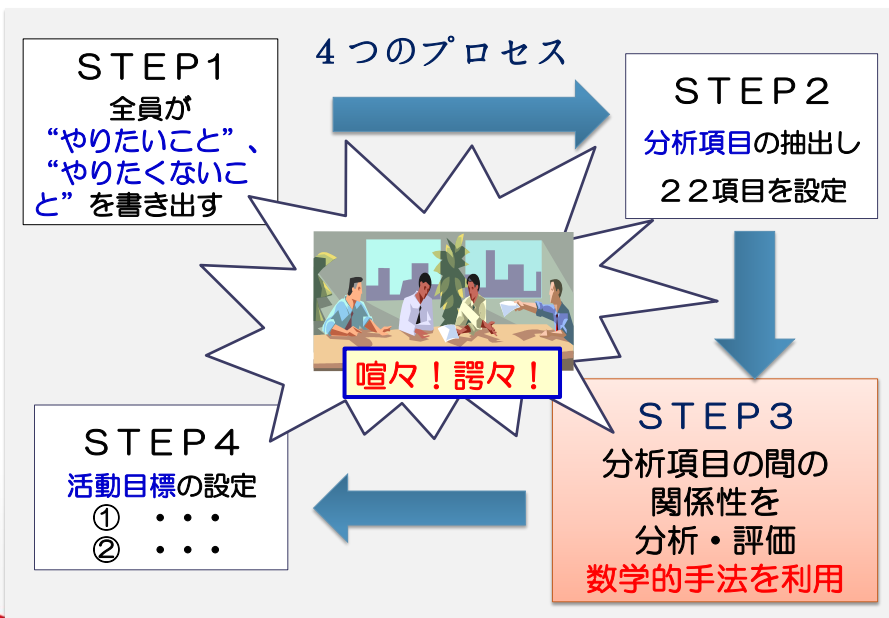 4つのプロセス
STEP1
全員が
“やりたいこと”、
“やりたくないこ
と”を書き出す
STEP2
分析項目の抽出し
22項目を設定
喧々！諤々！
STEP3
分析項目の間の
関係性を
分析・評価
数学的手法を利用
STEP4
活動目標の設定
① ・・・
② ・・・